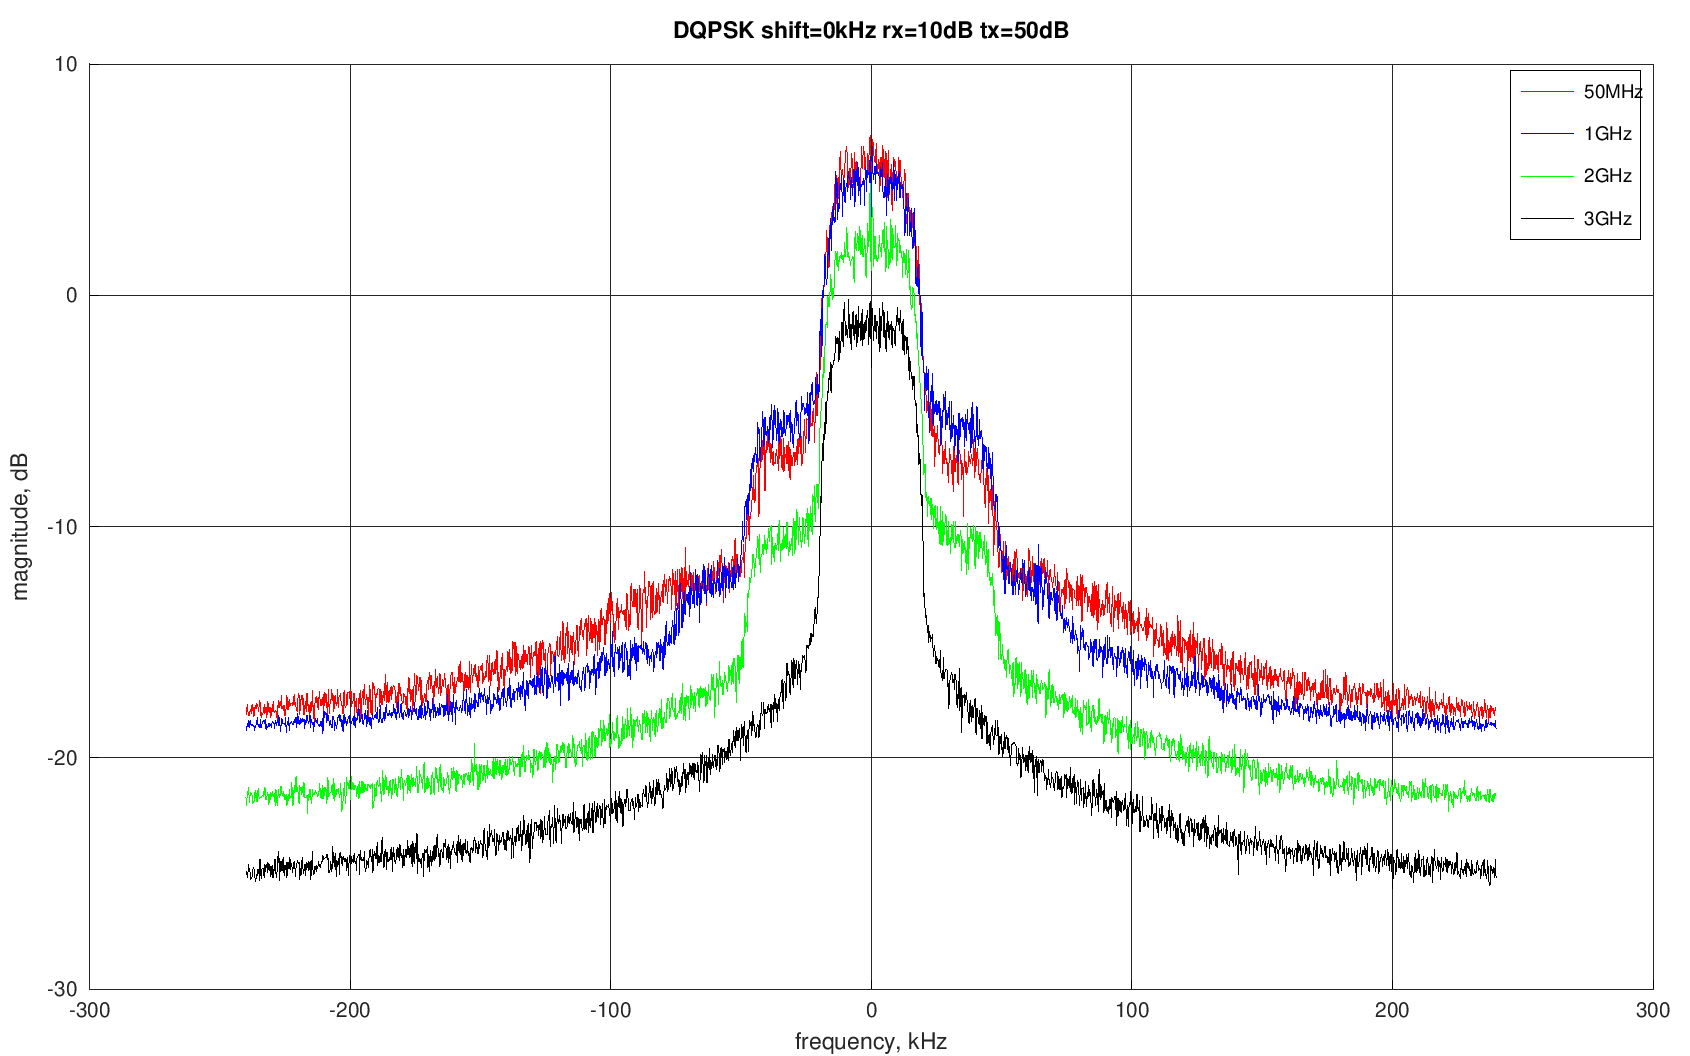 DQPSK shift=0kHz rx=10dB tx=50dB
10
0
-10
-20
-30
magnitude, dB
50MHz
1GHz
2GHz
3GHz
-300
-200
-100
0
100
200
300
frequency, kHz